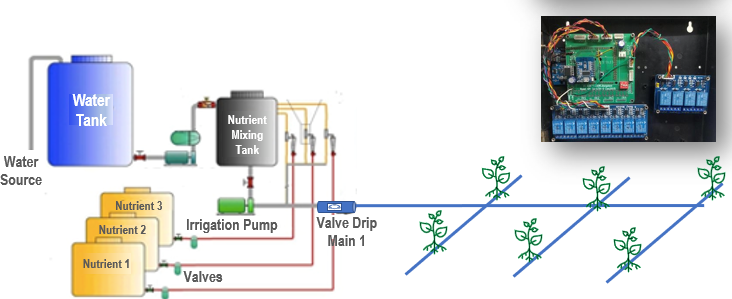 Water
Tank
Nutrient
Mixing
Tank
Water
Source
Nutrient 3
Nutrient 2
Nutrient 1
Irrigation Pump
Valve Drip
Main 1
Valves